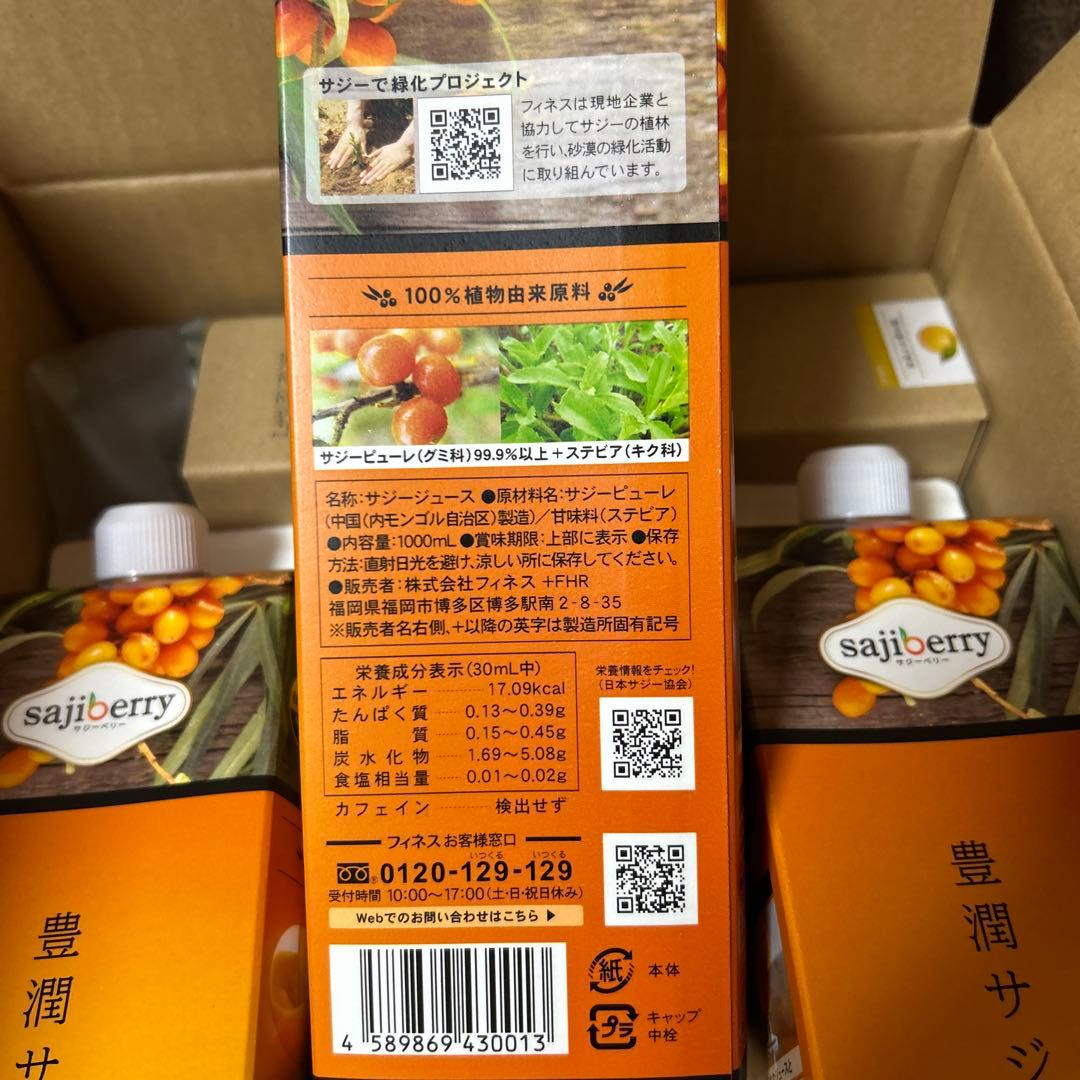 サジーで緑化プロジェクト
フィネスは現地企業と
協力してサジーの植林
を行い、砂漠の緑化活動
に取り組んでいます。
100%植物由来原料
サジーピューレ(グミ科)99.9%以上+ステビア(キク科)
名称:サジージュース ●原材料名:サジーピューレ
(中国(内モンゴル自治区)製造)/甘味料(ステビア)
●内容量:1000mL ●賞味期限:上部に表示 ●保存
方法:直射日光を避け、涼しい所に保存してください。
●販売者:株式会社フィネス +FHR
福岡県福岡市博多区博多駅南2-8-35
※販売者名右側、+以降の英字は製造所固有記号
栄養成分表示(30mL中)
エネルギー 17.09kcal
たんぱく質 0.13〜0.39g
脂質 0.15〜0.45g
炭水化物 1.69〜5.08g
食塩相当量 0.01〜0.02g
カフェイン 検出せず
栄養情報をチェック!
(日本サジー協会)
フィネスお客様窓口
いつくる いつくる
0120-129-129
受付時間 10:00〜17:00(土・日・祝日休み)
Webでのお問い合わせはこちら ▶
4 589869 430013
紙 本体
プラ キャップ
中栓
sajiberry
サジーベリー
豊潤サ
sajiberry
サジーベリー
豊潤サジ